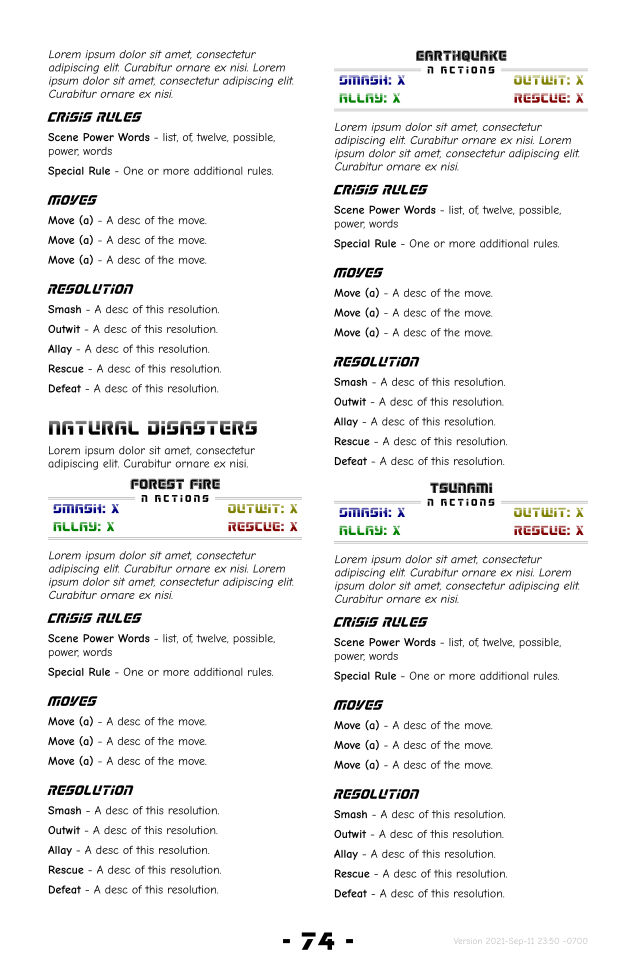 Lorem ipsum dolor sit amet, consectetur
adipiscing elit. Curabitur ornare ex nisi. Lorem
ipsum dolor sit amet, consectetur adipiscing elit.
Curabitur ornare ex nisi.
CRISIS RULES
Scene Power Words - list, of, twelve, possible,
power, words
Special Rule - One or more additional rules.
MOVES
Move (a) - A desc of the move.
Move (a) - A desc of the move.
Move (a) - A desc of the move.
RESOLUTION
Smash - A desc of this resolution.
Outwit - A desc of this resolution.
Allay - A desc of this resolution.
Rescue - A desc of this resolution.
Defeat - A desc of this resolution.
NATURAL DISASTERS
Lorem ipsum dolor sit amet, consectetur
adipiscing elit. Curabitur ornare ex nisi.
FOREST FIRE
N ACTIONS
SMASH: X OUTWIT: X
ALLAY: X RESCUE: X
Lorem ipsum dolor sit amet, consectetur
adipiscing elit. Curabitur ornare ex nisi. Lorem
ipsum dolor sit amet, consectetur adipiscing elit.
Curabitur ornare ex nisi.
CRISIS RULES
Scene Power Words - list, of, twelve, possible,
power, words
Special Rule - One or more additional rules.
MOVES
Move (a) - A desc of the move.
Move (a) - A desc of the move.
Move (a) - A desc of the move.
RESOLUTION
Smash - A desc of this resolution.
Outwit - A desc of this resolution.
Allay - A desc of this resolution.
Rescue - A desc of this resolution.
Defeat - A desc of this resolution.
EARTHQUAKE
N ACTIONS
SMASH: X OUTWIT: X
ALLAY: X RESCUE: X
Lorem ipsum dolor sit amet, consectetur
adipiscing elit. Curabitur ornare ex nisi. Lorem
ipsum dolor sit amet, consectetur adipiscing elit.
Curabitur ornare ex nisi.
CRISIS RULES
Scene Power Words - list, of, twelve, possible,
power, words
Special Rule - One or more additional rules.
MOVES
Move (a) - A desc of the move.
Move (a) - A desc of the move.
Move (a) - A desc of the move.
RESOLUTION
Smash - A desc of this resolution.
Outwit - A desc of this resolution.
Allay - A desc of this resolution.
Rescue - A desc of this resolution.
Defeat - A desc of this resolution.
TSUNAMI
N ACTIONS
SMASH: X OUTWIT: X
ALLAY: X RESCUE: X
Lorem ipsum dolor sit amet, consectetur
adipiscing elit. Curabitur ornare ex nisi. Lorem
ipsum dolor sit amet, consectetur adipiscing elit.
Curabitur ornare ex nisi.
CRISIS RULES
Scene Power Words - list, of, twelve, possible,
power, words
Special Rule - One or more additional rules.
MOVES
Move (a) - A desc of the move.
Move (a) - A desc of the move.
Move (a) - A desc of the move.
RESOLUTION
Smash - A desc of this resolution.
Outwit - A desc of this resolution.
Allay - A desc of this resolution.
Rescue - A desc of this resolution.
Defeat - A desc of this resolution.
- 74 -
Version 2021-Sep-11 23:50 -0700